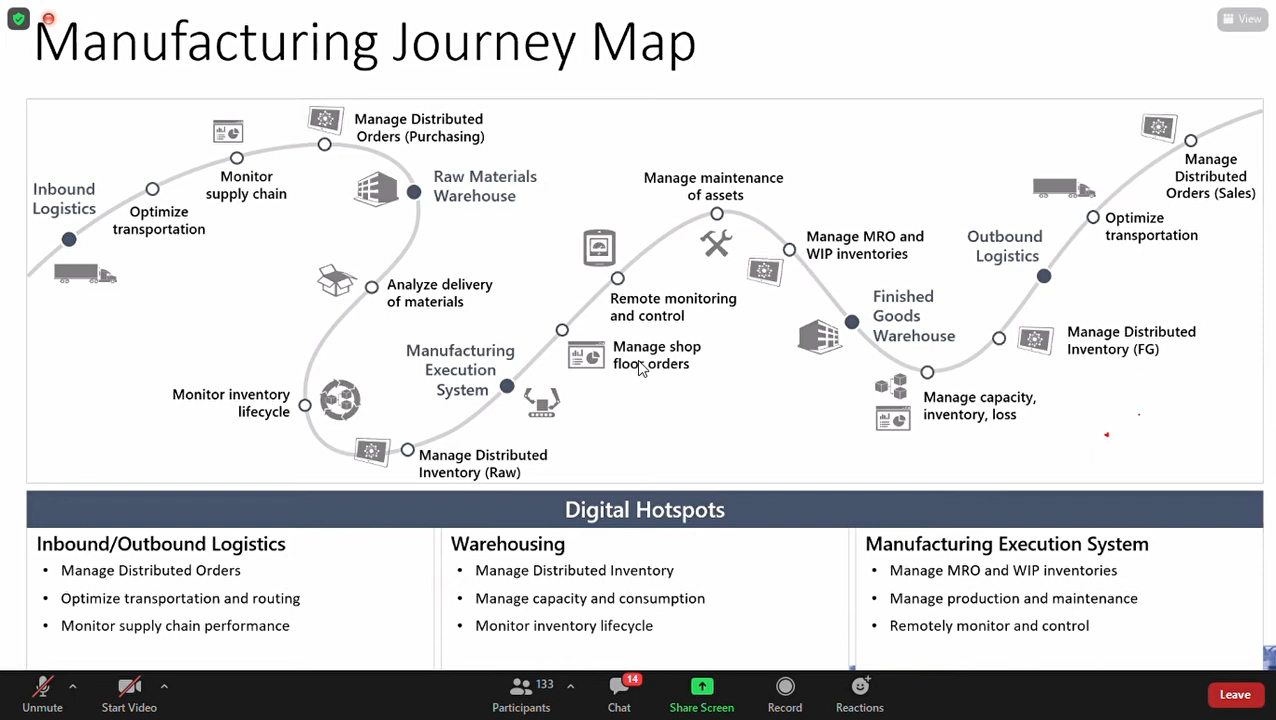 Manufacturing Journey Map
View
Inbound
Logistics
Optimize
transportation
Monitor
supply chain
Manage Distributed
Orders (Purchasing)
Raw Materials
Warehouse
Analyze delivery
of materials
Monitor inventory
lifecycle
Manage Distributed
Inventory (Raw)
Manufacturing
Execution
System
Manage shop
floor orders
Remote monitoring
and control
Manage maintenance
of assets
Manage MRO and
WIP inventories
Finished
Goods
Warehouse
Manage capacity,
inventory, loss
Manage Distributed
Inventory (FG)
Outbound
Logistics
Optimize
transportation
Manage
Distributed
Orders (Sales)
Digital Hotspots
Inbound/Outbound Logistics
• Manage Distributed Orders
• Optimize transportation and routing
• Monitor supply chain performance
Warehousing
• Manage Distributed Inventory
• Manage capacity and consumption
• Monitor inventory lifecycle
Manufacturing Execution System
• Manage MRO and WIP inventories
• Manage production and maintenance
• Remotely monitor and control
Unmute
Start Video
133
Participants
14
Chat
Share Screen
Record
Reactions
Leave